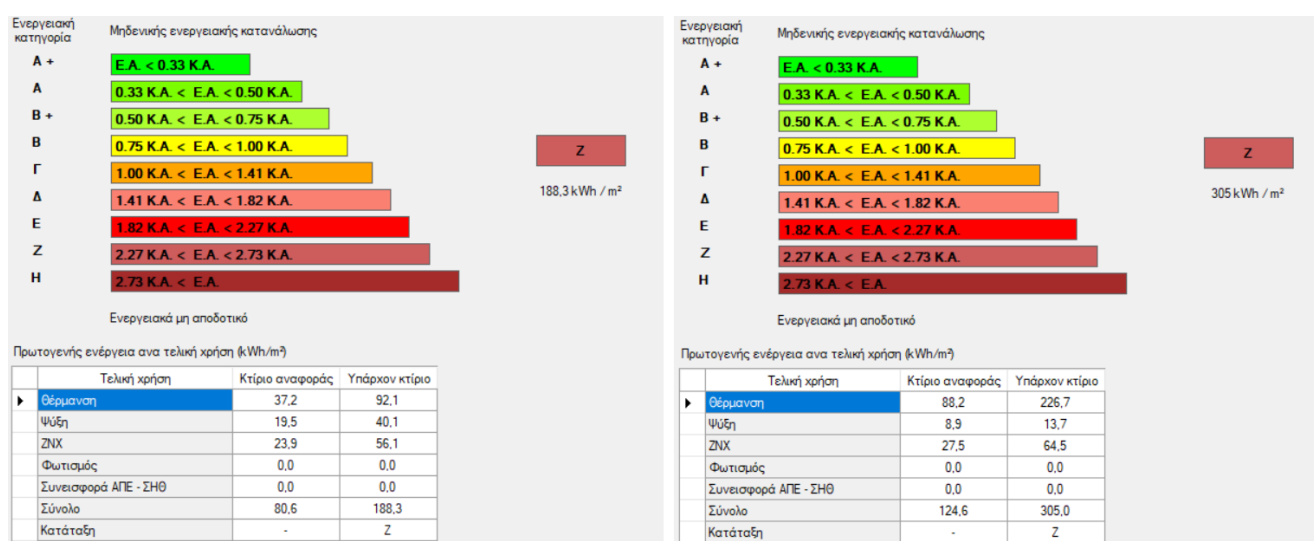 Ενεργειακή
κατηγορία
Μηδενικής ενεργειακής κατανάλωσης
Α +
Ε.Α. < 0.33 Κ.Α.
Α
0.33 Κ.Α. < Ε.Α. < 0.50 Κ.Α.
Β +
0.50 Κ.Α. < Ε.Α. < 0.75 Κ.Α.
Β
0.75 Κ.Α. < Ε.Α. < 1.00 Κ.Α.
Γ
1.00 Κ.Α. < Ε.Α. < 1.41 Κ.Α.
Δ
1.41 Κ.Α. < Ε.Α. < 1.82 Κ.Α.
Ε
1.82 Κ.Α. < Ε.Α. < 2.27 Κ.Α.
Ζ
2.27 Κ.Α. < Ε.Α. < 2.73 Κ.Α.
Η
2.73 Κ.Α. < Ε.Α.
Ζ
188,3 kWh / m²
Ενεργειακά μη αποδοτικό
Πρωτογενής ενέργεια ανα τελική χρήση (kWh/m²)
Τελική χρήση Κτίριο αναφοράς Υπάρχον κτίριο
Θέρμανση 37,2 92,1
Ψύξη 19,5 40,1
ΖΝΧ 23,9 56,1
Φωτισμός 0,0 0,0
Συνεισφορά ΑΠΕ - ΣΗΘ 0,0 0,0
Σύνολο 80,6 188,3
Κατάταξη - Ζ
Ενεργειακή
κατηγορία
Μηδενικής ενεργειακής κατανάλωσης
Α +
Ε.Α. < 0.33 Κ.Α.
Α
0.33 Κ.Α. < Ε.Α. < 0.50 Κ.Α.
Β +
0.50 Κ.Α. < Ε.Α. < 0.75 Κ.Α.
Β
0.75 Κ.Α. < Ε.Α. < 1.00 Κ.Α.
Γ
1.00 Κ.Α. < Ε.Α. < 1.41 Κ.Α.
Δ
1.41 Κ.Α. < Ε.Α. < 1.82 Κ.Α.
Ε
1.82 Κ.Α. < Ε.Α. < 2.27 Κ.Α.
Ζ
2.27 Κ.Α. < Ε.Α. < 2.73 Κ.Α.
Η
2.73 Κ.Α. < Ε.Α.
Ζ
305 kWh / m²
Ενεργειακά μη αποδοτικό
Πρωτογενής ενέργεια ανα τελική χρήση (kWh/m²)
Τελική χρήση Κτίριο αναφοράς Υπάρχον κτίριο
Θέρμανση 88,2 226,7
Ψύξη 8,9 13,7
ΖΝΧ 27,5 64,5
Φωτισμός 0,0 0,0
Συνεισφορά ΑΠΕ - ΣΗΘ 0,0 0,0
Σύνολο 124,6 305,0
Κατάταξη - Ζ